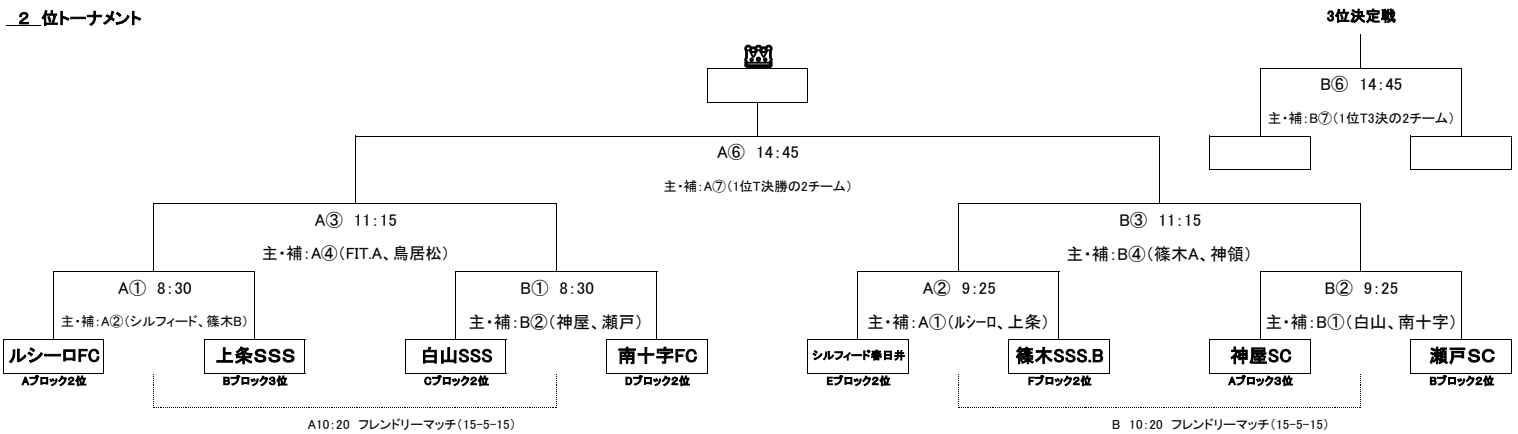 ２ 位トーナメント
3位決定戦
B⑥ 14:45
主・補:B⑦(1位T3決の2チーム)
A⑥ 14:45
主・補:A⑦(1位T決勝の2チーム)
A③ 11:15
主・補:A④(FIT.A、鳥居松)
B③ 11:15
主・補:B④(篠木A、神領)
A① 8:30
主・補:A②(シルフィード、篠木B)
B① 8:30
主・補:B②(神屋、瀬戸)
A② 9:25
主・補:A①(ﾙｼｰﾛ、上条)
B② 9:25
主・補:B①(白山、南十字)
ルシーロFC
Aブロック2位
上条SSS
Bブロック3位
白山SSS
Cブロック2位
南十字FC
Dブロック2位
シルフィード春日井
Eブロック2位
篠木SSS.B
Fブロック2位
神屋SC
Aブロック3位
瀬戸ＳＣ
Bブロック2位
A10:20 フレンドリーマッチ(15-5-15)
B 10:20 フレンドリーマッチ(15-5-15)